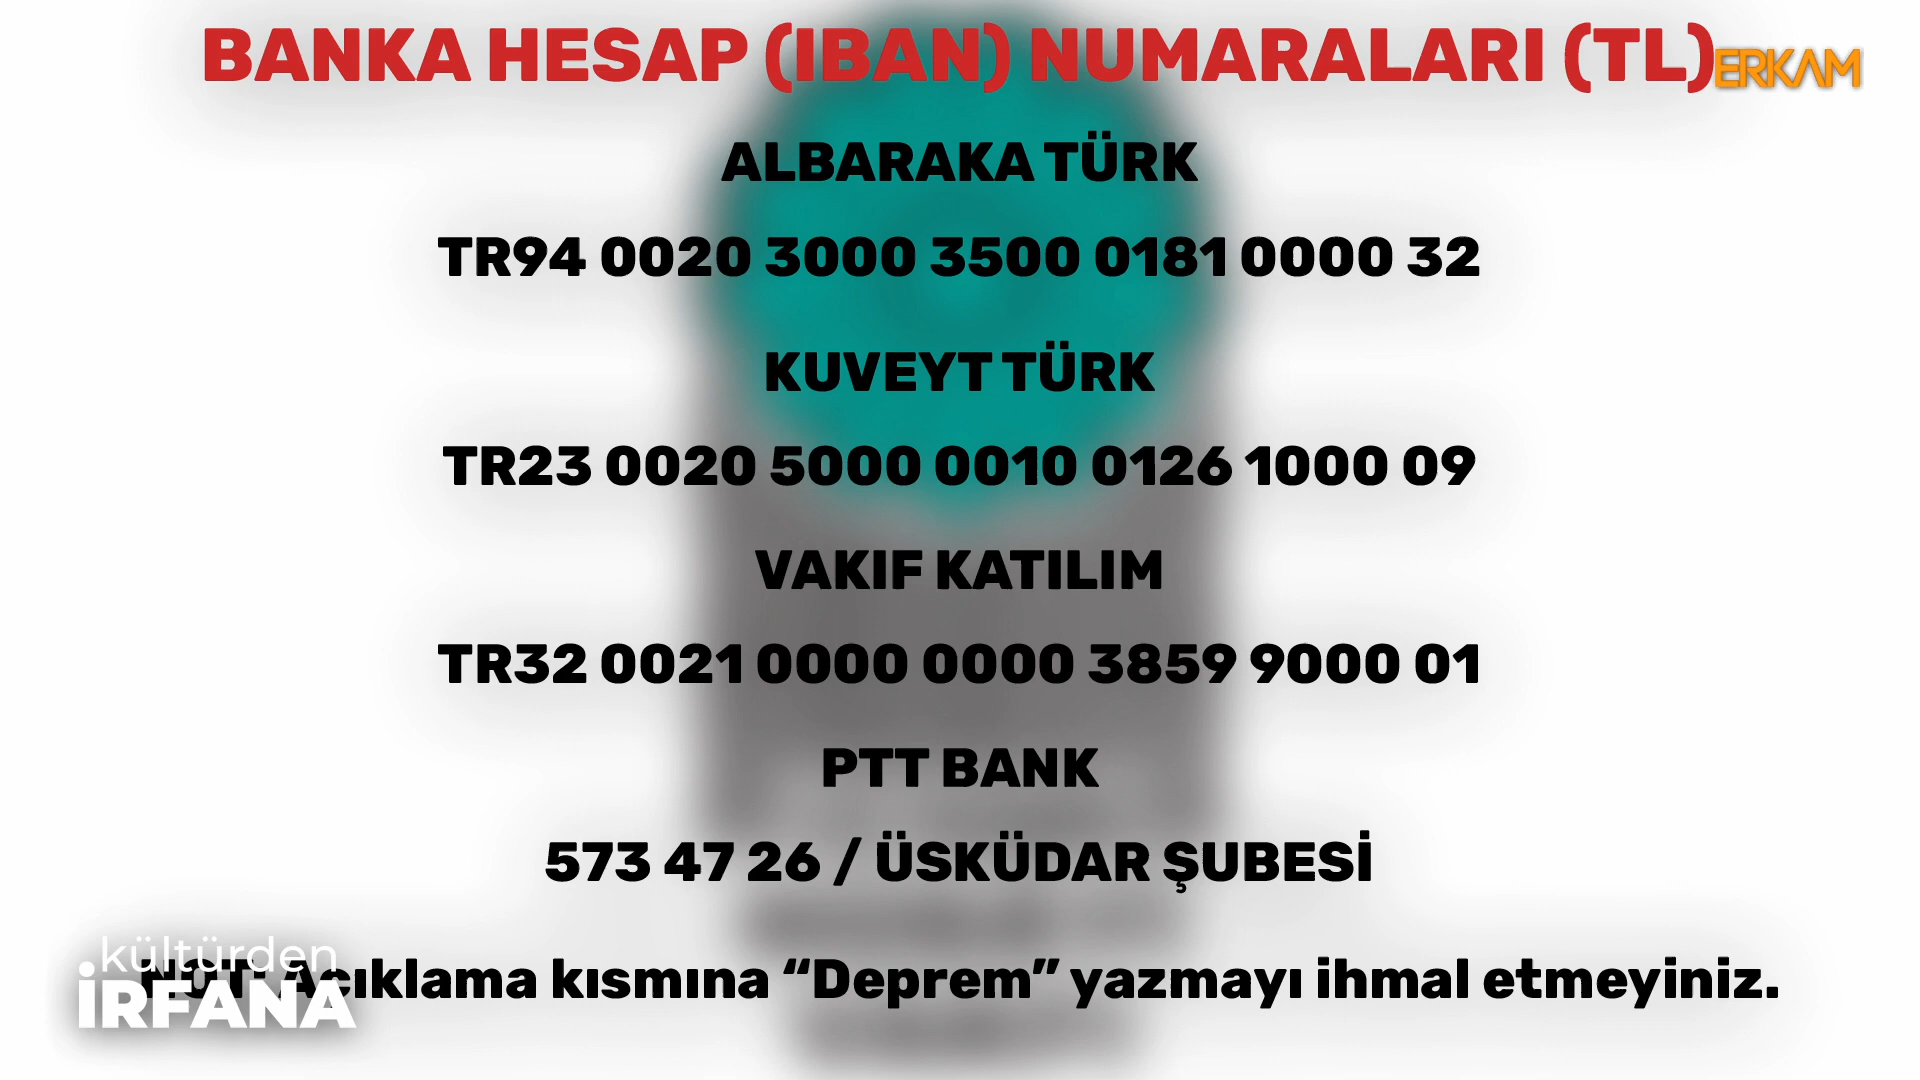 BANKA HESAP (IBAN) NUMARALARI (TL)
ERKAM
ALBARAKA TÜRK
TR94 0020 3000 3500 0181 0000 32
KUVEYT TÜRK
TR23 0020 5000 0010 0126 1000 09
VAKIF KATILIM
TR32 0021 0000 0000 3859 9000 01
PTT BANK
573 47 26 / ÜSKÜDAR ŞUBESİ
NOT: Açıklama kısmına “Deprem” yazmayı ihmal etmeyiniz.
kültürden
İRFANA